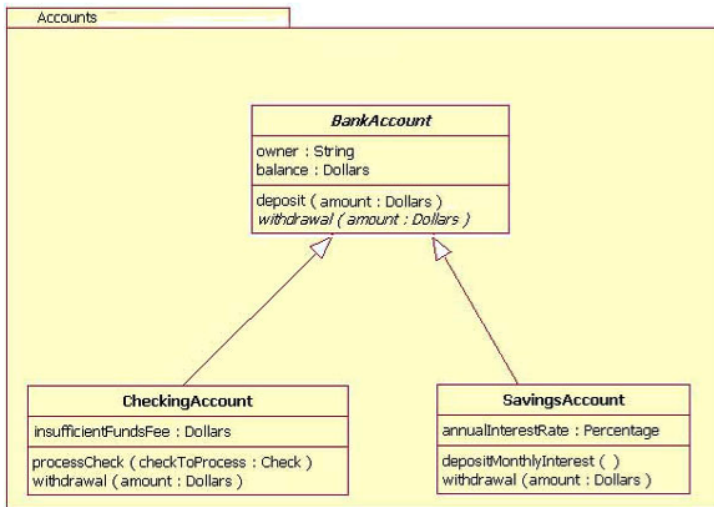 Accounts
BankAccount
owner : String
balance : Dollars
deposit ( amount : Dollars )
withdrawal ( amount : Dollars )
CheckingAccount
insufficientFundsFee : Dollars
processCheck ( checkToProcess : Check )
withdrawal ( amount : Dollars )
SavingsAccount
annualInterestRate : Percentage
depositMonthlyInterest ( )
withdrawal ( amount : Dollars )